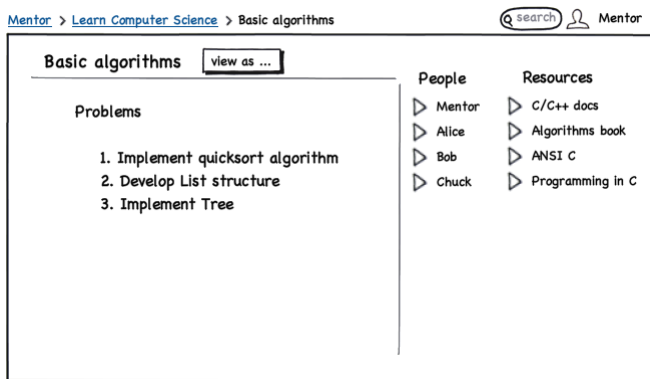 Mentor > Learn Computer Science > Basic algorithms
search
Mentor
Basic algorithms
view as ...
Problems
1. Implement quicksort algorithm
2. Develop List structure
3. Implement Tree
People
Mentor
Alice
Bob
Chuck
Resources
C/C++ docs
Algorithms book
ANSI C
Programming in C